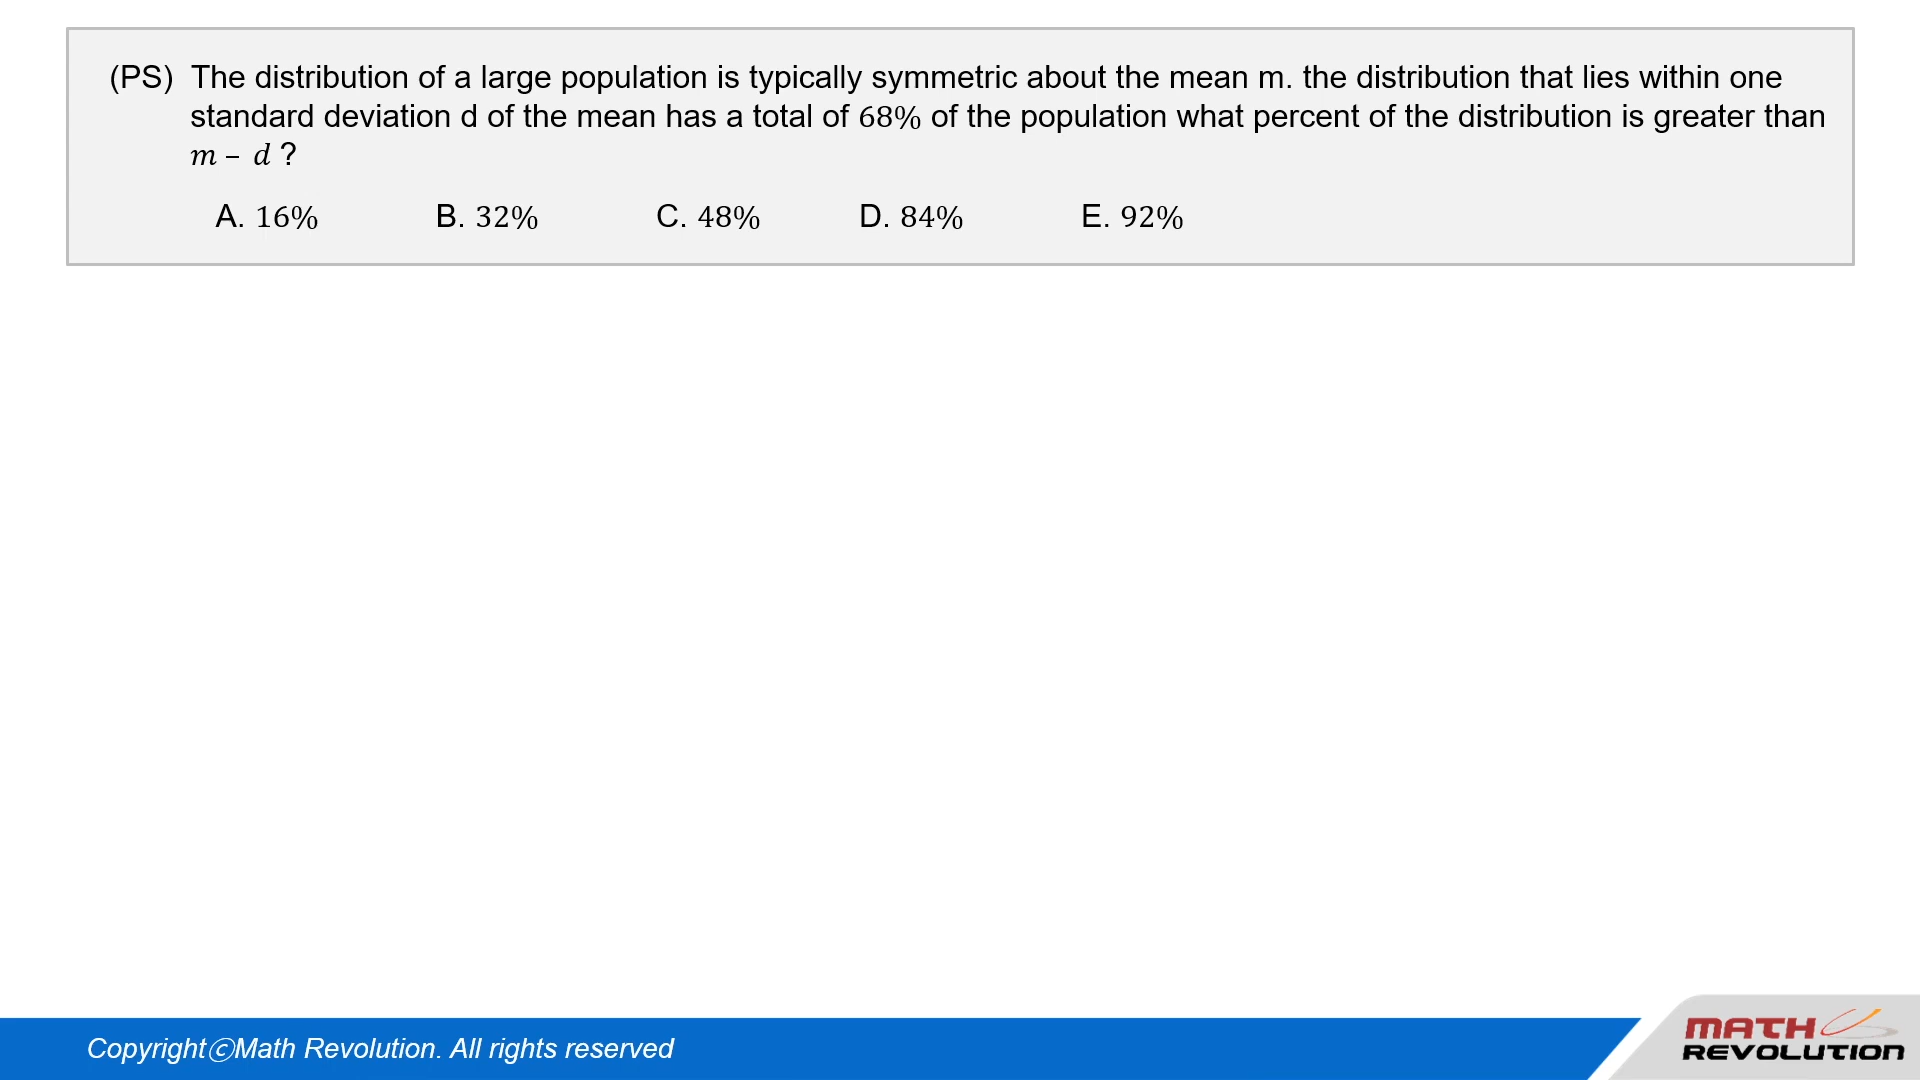 (PS) The distribution of a large population is typically symmetric about the mean m. the distribution that lies within one
standard deviation d of the mean has a total of 68% of the population what percent of the distribution is greater than
m – d ?
A. 16% B. 32% C. 48% D. 84% E. 92%
CopyrightⓒMath Revolution. All rights reserved
MATH
REVOLUTION